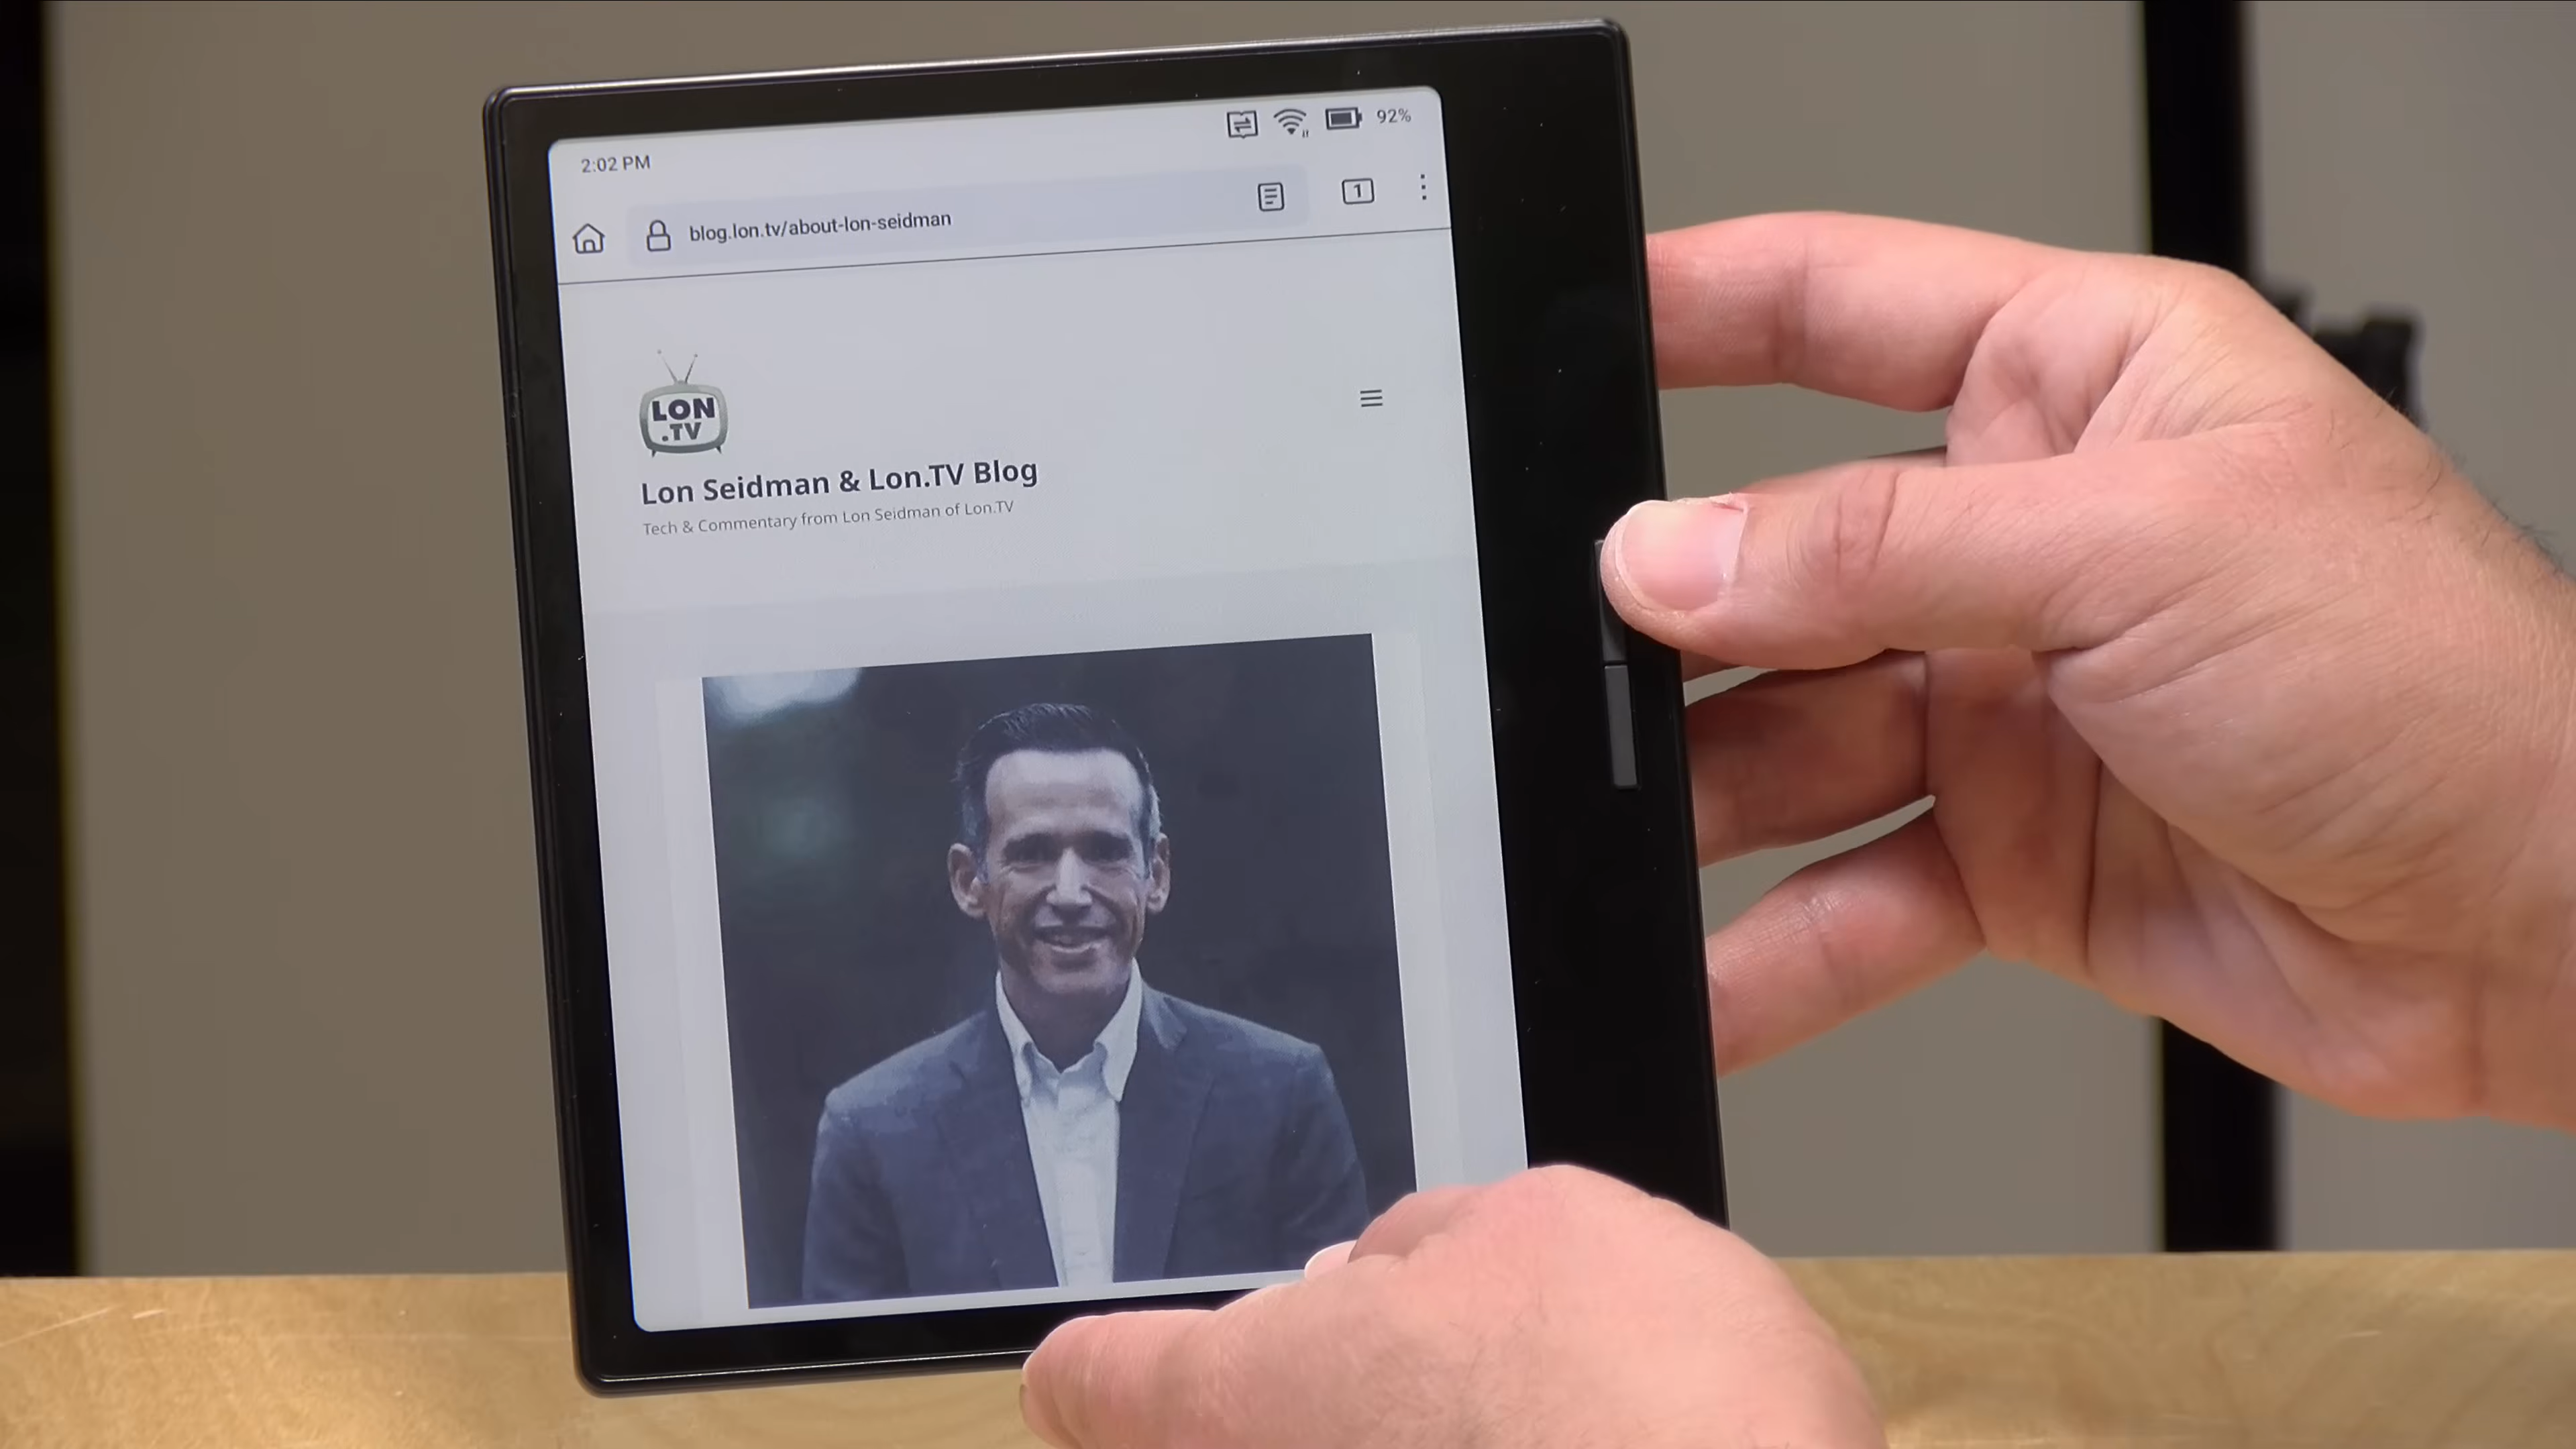 2:02 PM
92%
blog.lon.tv/about-lon-seidman
1
LON
.TV
Lon Seidman & Lon.TV Blog
Tech & Commentary from Lon Seidman of Lon.TV